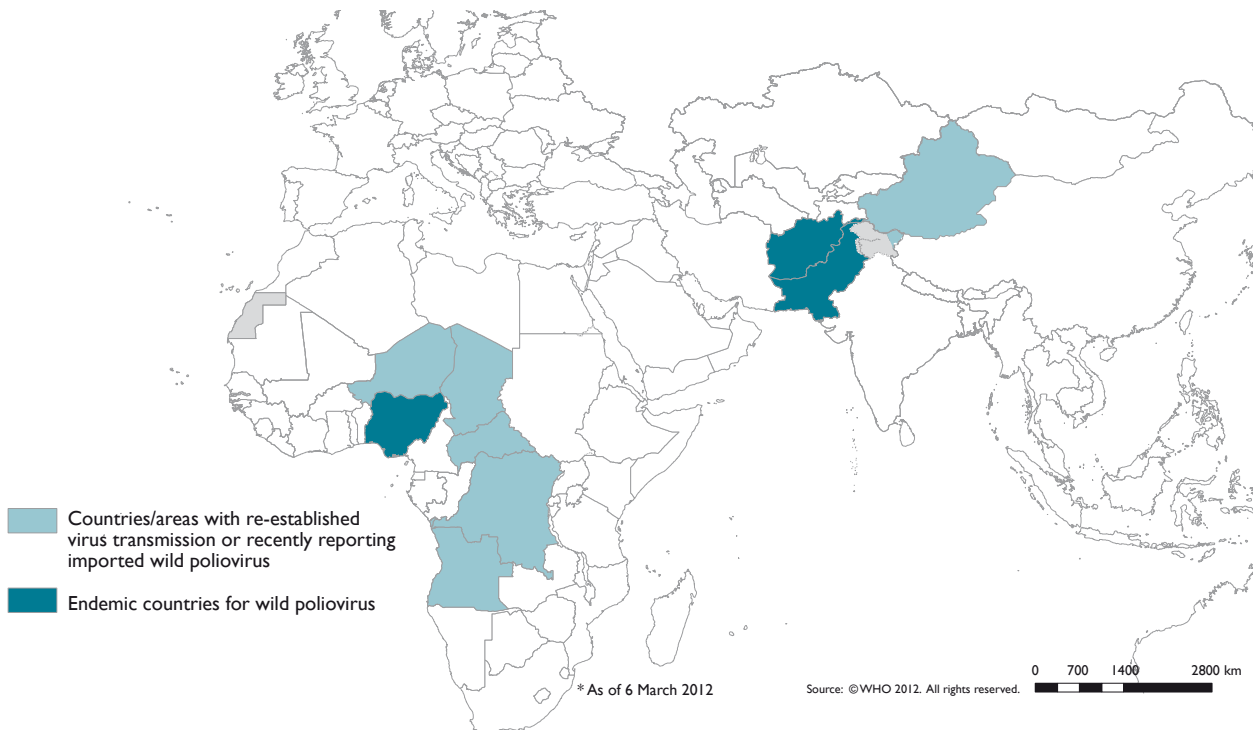 Countries/areas with re-established
virus transmission or recently reporting
imported wild poliovirus
Endemic countries for wild poliovirus
* As of 6 March 2012
Source: © WHO 2012. All rights reserved.
0 700 1400 2800 km